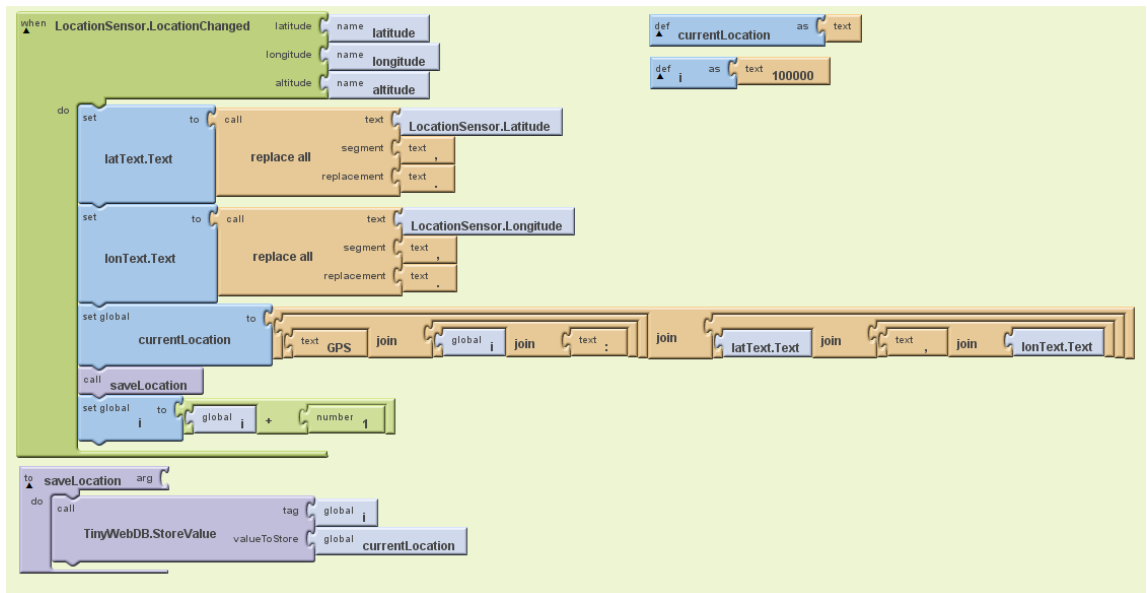 when LocationSensor.LocationChanged latitude name latitude
longitude name longitude
altitude name altitude
def currentLocation as text
def i as text 100000
do
set latText.Text to call replace all text LocationSensor.Latitude
segment text ,
replacement text .
set lonText.Text to call replace all text LocationSensor.Longitude
segment text ,
replacement text .
set global currentLocation to text GPS join global i join text : join latText.Text join text , join lonText.Text
call saveLocation
set global i to global i + number 1
to saveLocation arg
do
call TinyWebDB.StoreValue tag global i
valueToStore global currentLocation